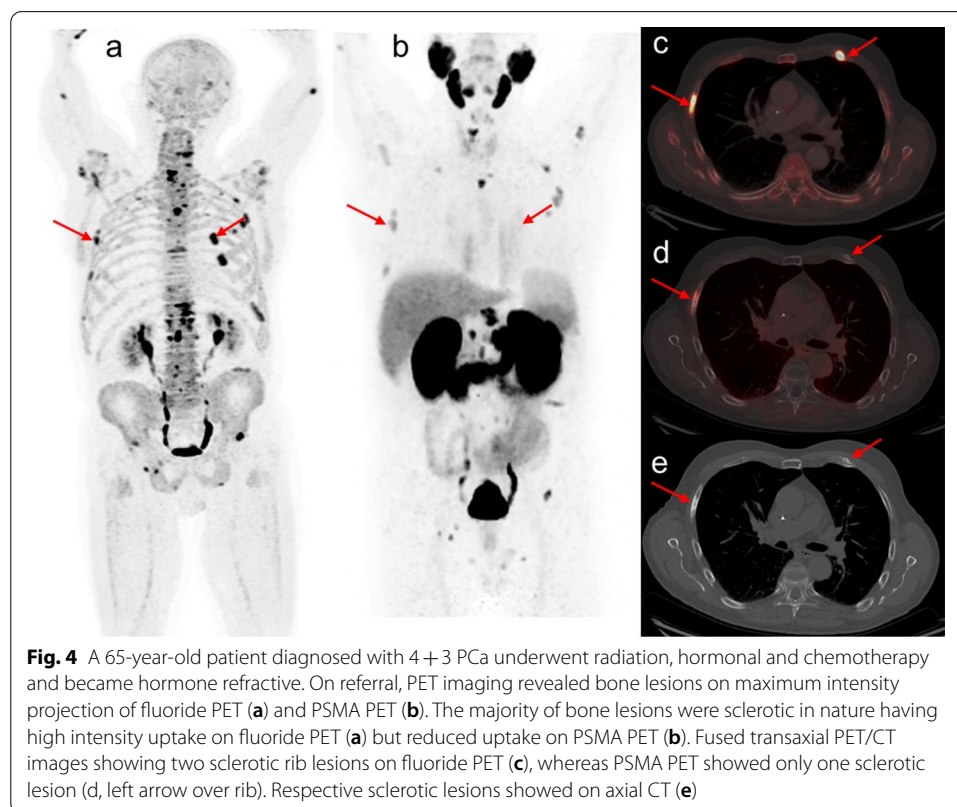 a
b
c
d
e
Fig. 4 A 65-year-old patient diagnosed with 4+3 PCa underwent radiation, hormonal and chemotherapy
and became hormone refractive. On referral, PET imaging revealed bone lesions on maximum intensity
projection of fluoride PET (a) and PSMA PET (b). The majority of bone lesions were sclerotic in nature having
high intensity uptake on fluoride PET (a) but reduced uptake on PSMA PET (b). Fused transaxial PET/CT
images showing two sclerotic rib lesions on fluoride PET (c), whereas PSMA PET showed only one sclerotic
lesion (d, left arrow over rib). Respective sclerotic lesions showed on axial CT (e)